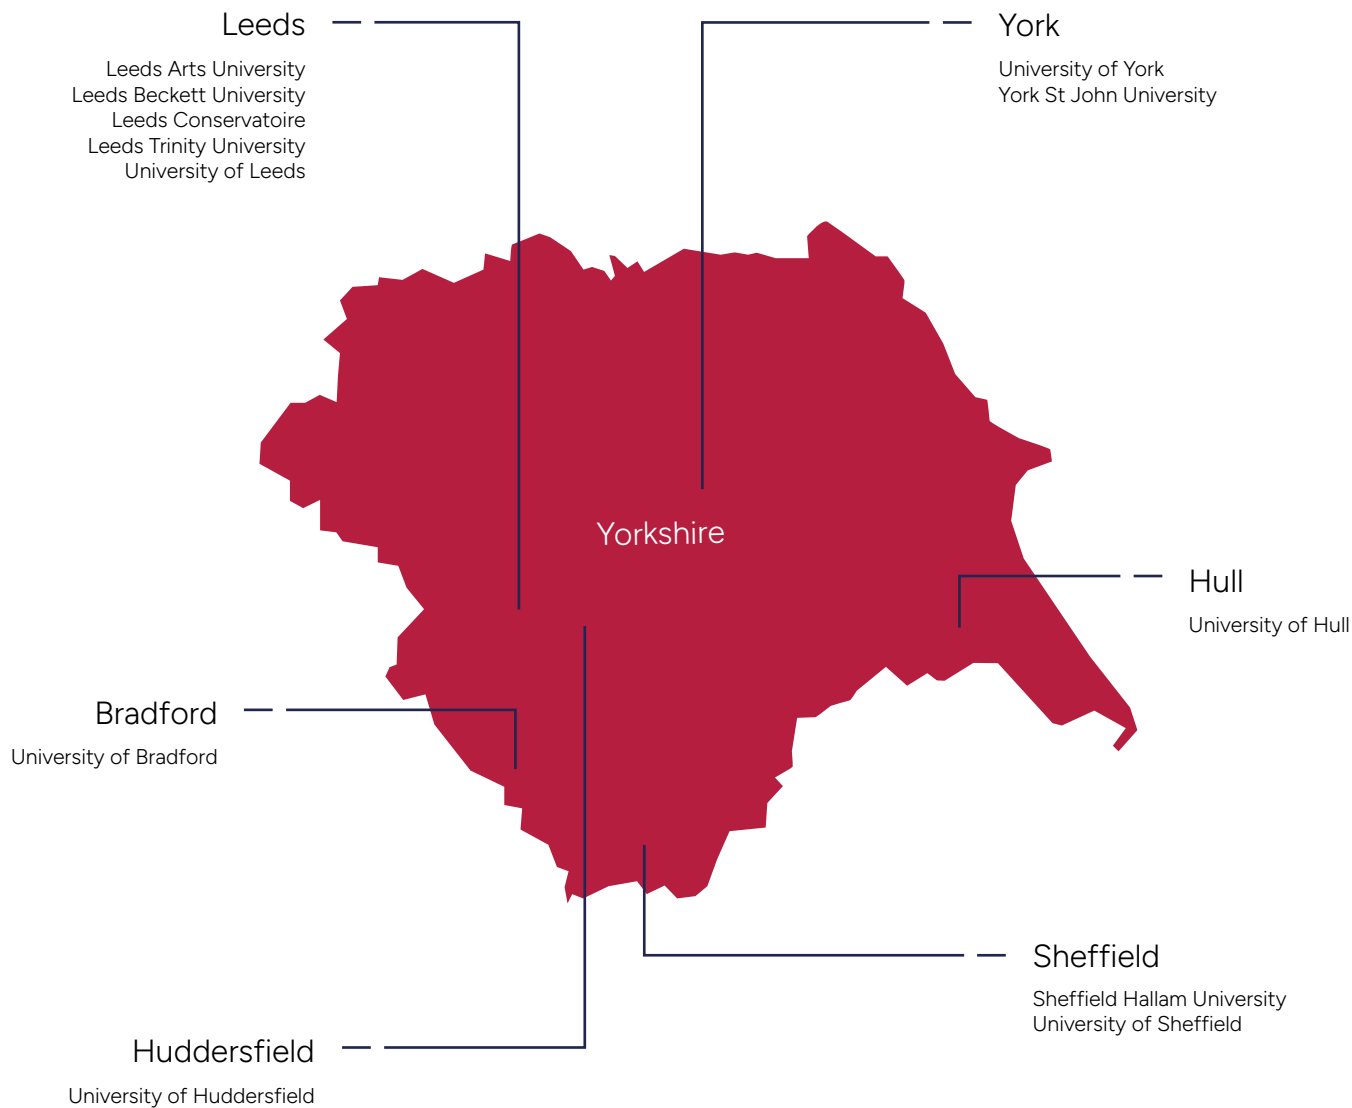 Leeds
Leeds Arts University
Leeds Beckett University
Leeds Conservatoire
Leeds Trinity University
University of Leeds
York
University of York
York St John University
Yorkshire
Hull
University of Hull
Bradford
University of Bradford
Sheffield
Sheffield Hallam University
University of Sheffield
Huddersfield
University of Huddersfield